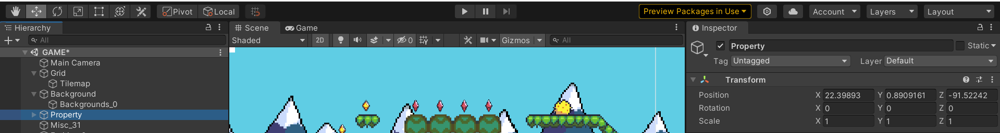 Pivot Local Preview Packages in Use Account Layers Layout
Hierarchy Scene Game Inspector
All Shaded 2D 0 Gizmos All
Property Static
GAME*
Tag Untagged Layer Default
Main Camera
Grid
Transform
Tilemap
Background
Position X 22.39893 Y 0.8909161 Z -91.52242
Backgrounds_0
Rotation X 0 Y 0 Z 0
Property
Scale X 1 Y 1 Z 1
Misc_31